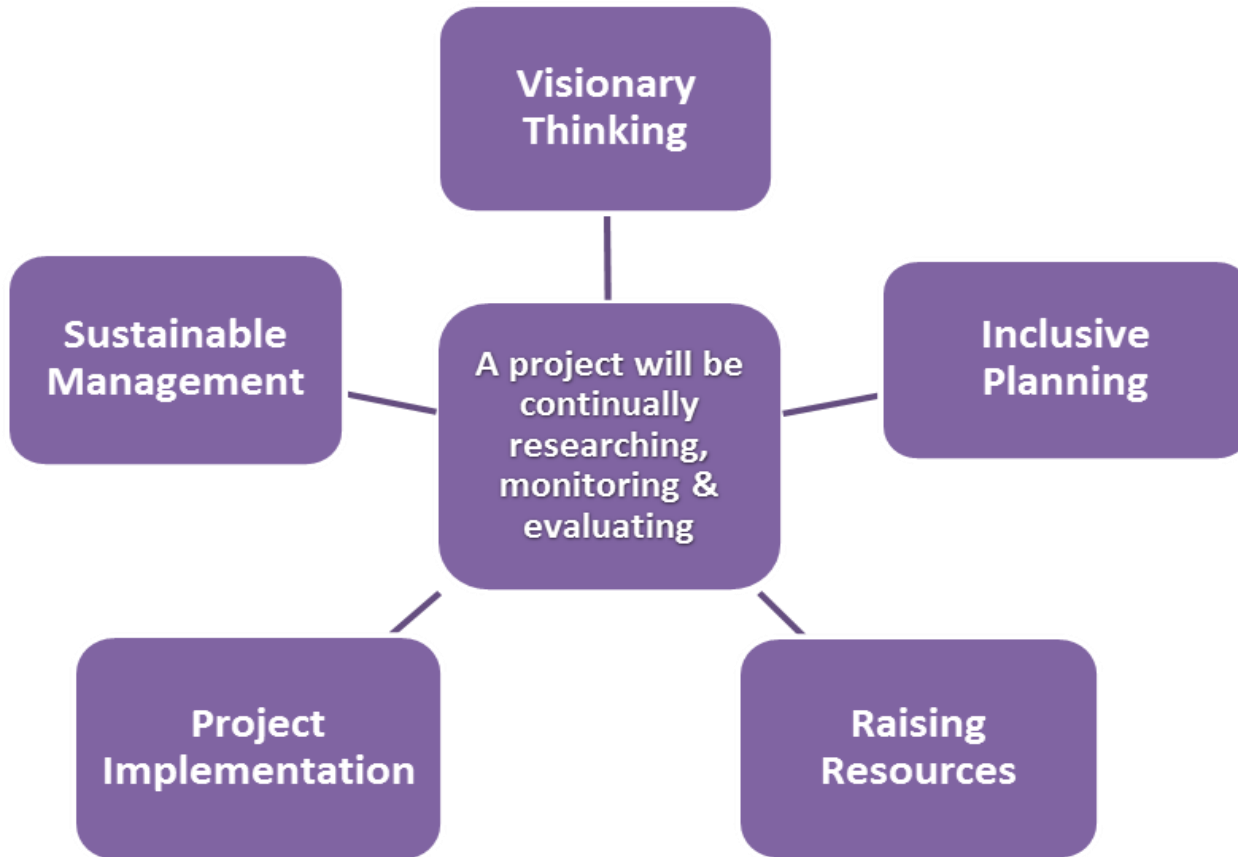 Visionary
Thinking
Inclusive
Planning
Raising
Resources
Project
Implementation
Sustainable
Management
A project will be
continually
researching,
monitoring &
evaluating